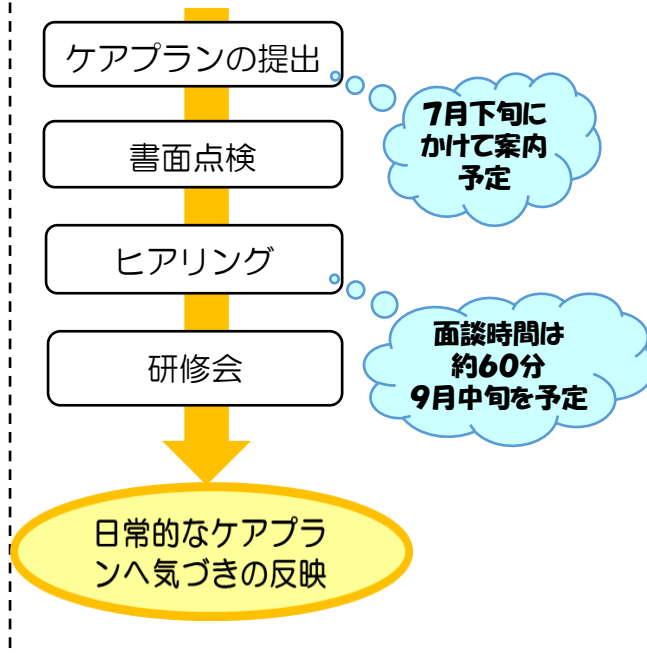 ケアプランの提出
7月下旬に
かけて案内
予定
書面点検
ヒアリング
面談時間は
約60分
9月中旬を予定
研修会
日常的なケアプラ
ンへ気づきの反映